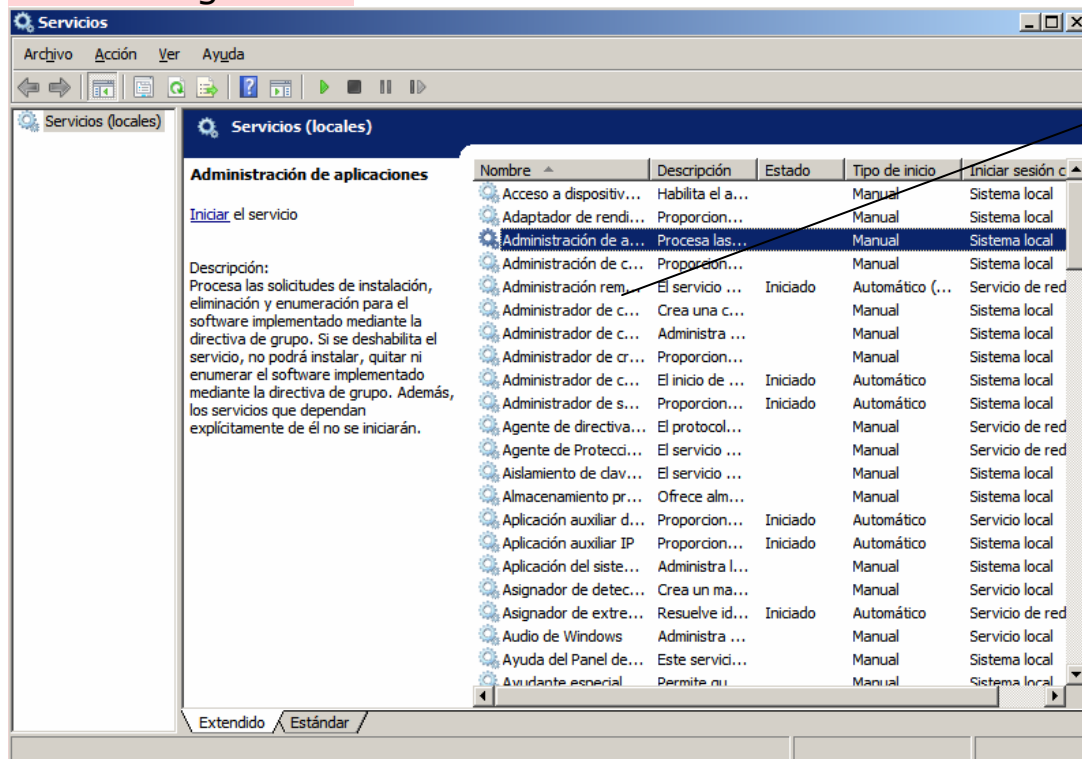 Servicios
Archivo Acción Ver Ayuda
Servicios (locales)
Servicios (locales)
Administración de aplicaciones
Iniciar el servicio
Descripción:
Procesa las solicitudes de instalación,
eliminación y enumeración para el
software implementado mediante la
directiva de grupo. Si se deshabilita el
servicio, no podrá instalar, quitar ni
enumerar el software implementado
mediante la directiva de grupo. Además,
los servicios que dependan
explícitamente de él no se iniciarán.
Nombre Descripción Estado Tipo de inicio Iniciar sesión c
Acceso a dispositiv... Habilita el a... Manual Sistema local
Adaptador de rendi... Proporcion... Manual Sistema local
Administración de a... Procesa las... Manual Sistema local
Administración de c... Proporcion... Manual Sistema local
Administración rem... El servicio ... Iniciado Automático (... Servicio de red
Administrador de c... Crea una c... Manual Sistema local
Administrador de c... Administra ... Manual Sistema local
Administrador de cr... Proporcion... Manual Sistema local
Administrador de c... El inicio de ... Iniciado Automático Sistema local
Administrador de s... Proporcion... Iniciado Automático Sistema local
Agente de directiva... El protocol... Manual Servicio de red
Agente de Protecci... El servicio ... Manual Servicio de red
Aislamiento de clav... El servicio ... Manual Sistema local
Almacenamiento pr... Ofrece alm... Manual Sistema local
Aplicación auxiliar d... Proporcion... Iniciado Automático Servicio local
Aplicación auxiliar IP Proporcion... Iniciado Automático Sistema local
Aplicación del siste... Administra l... Manual Sistema local
Asignador de detec... Crea un ma... Manual Servicio local
Asignador de extre... Resuelve id... Iniciado Automático Servicio de red
Audio de Windows Administra ... Manual Servicio local
Ayuda del Panel de... Este servici... Manual Sistema local
Ayudante especial Permite qu Manual Sistema local
Extendido Estándar